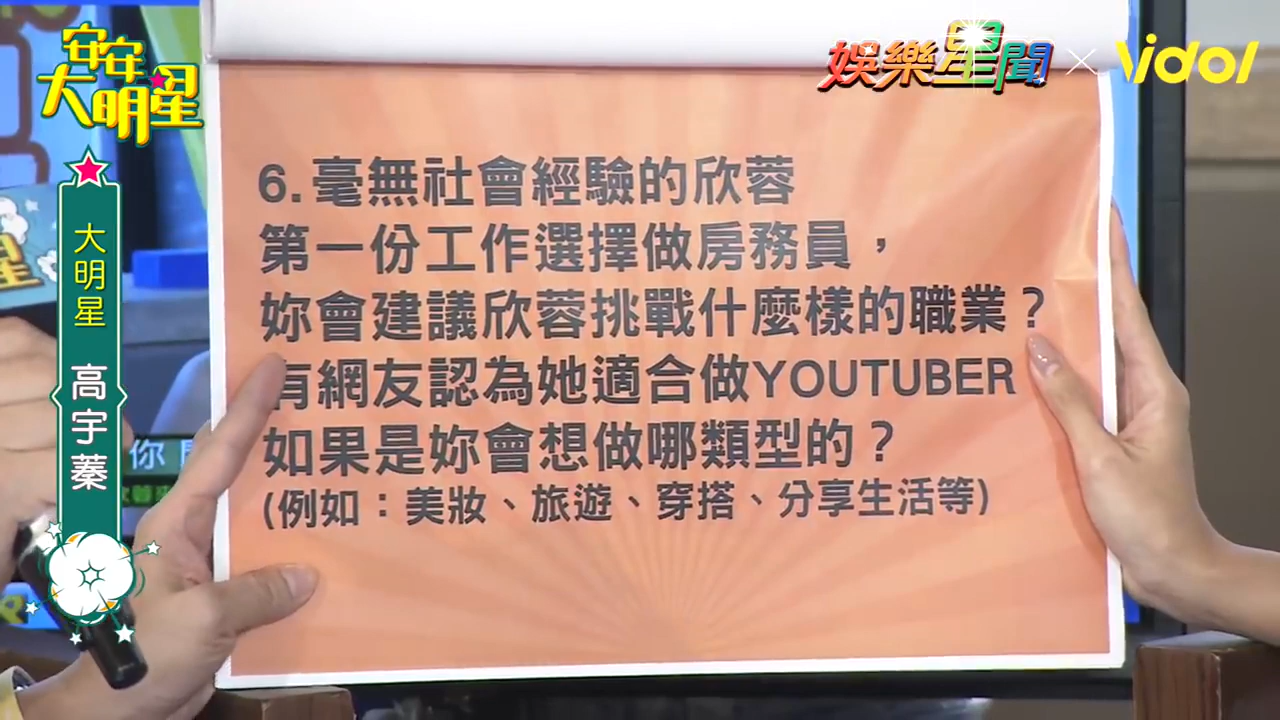 安安
大明星
大明星 高宇蓁
娛樂星聞 × Vidol
6.毫無社會經驗的欣蓉
第一份工作選擇做房務員，
妳會建議欣蓉挑戰什麼樣的職業？
有網友認為她適合做YOUTUBER
如果是妳會想做哪類型的？
(例如：美妝、旅遊、穿搭、分享生活等)
你
星